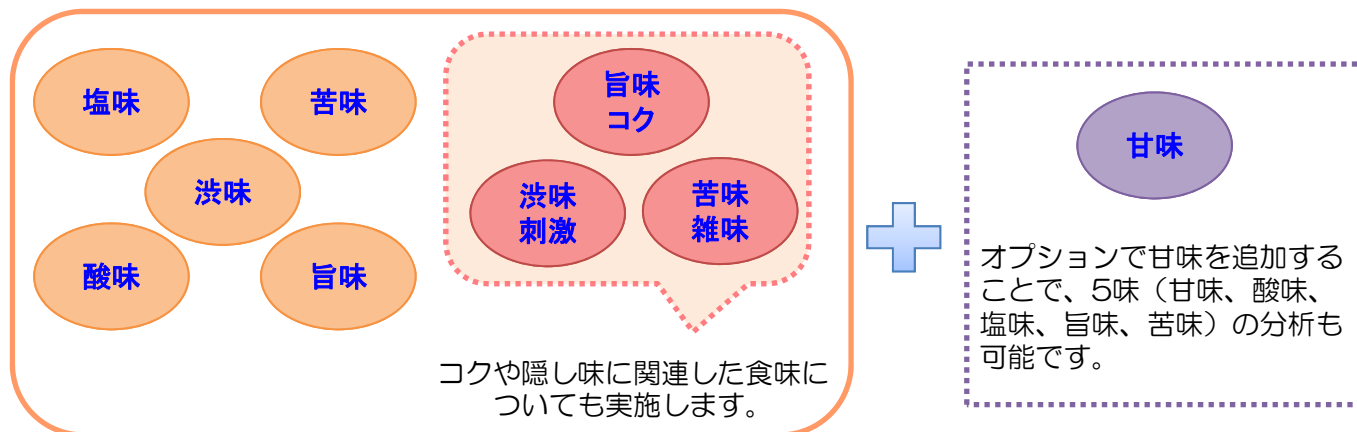 塩味
苦味
渋味
酸味
旨味
旨味
コク
渋味
刺激
苦味
雑味
コクや隠し味に関連した食味に
ついても実施します。
甘味
オプションで甘味を追加する
ことで、5味（甘味、酸味、
塩味、旨味、苦味）の分析も
可能です。